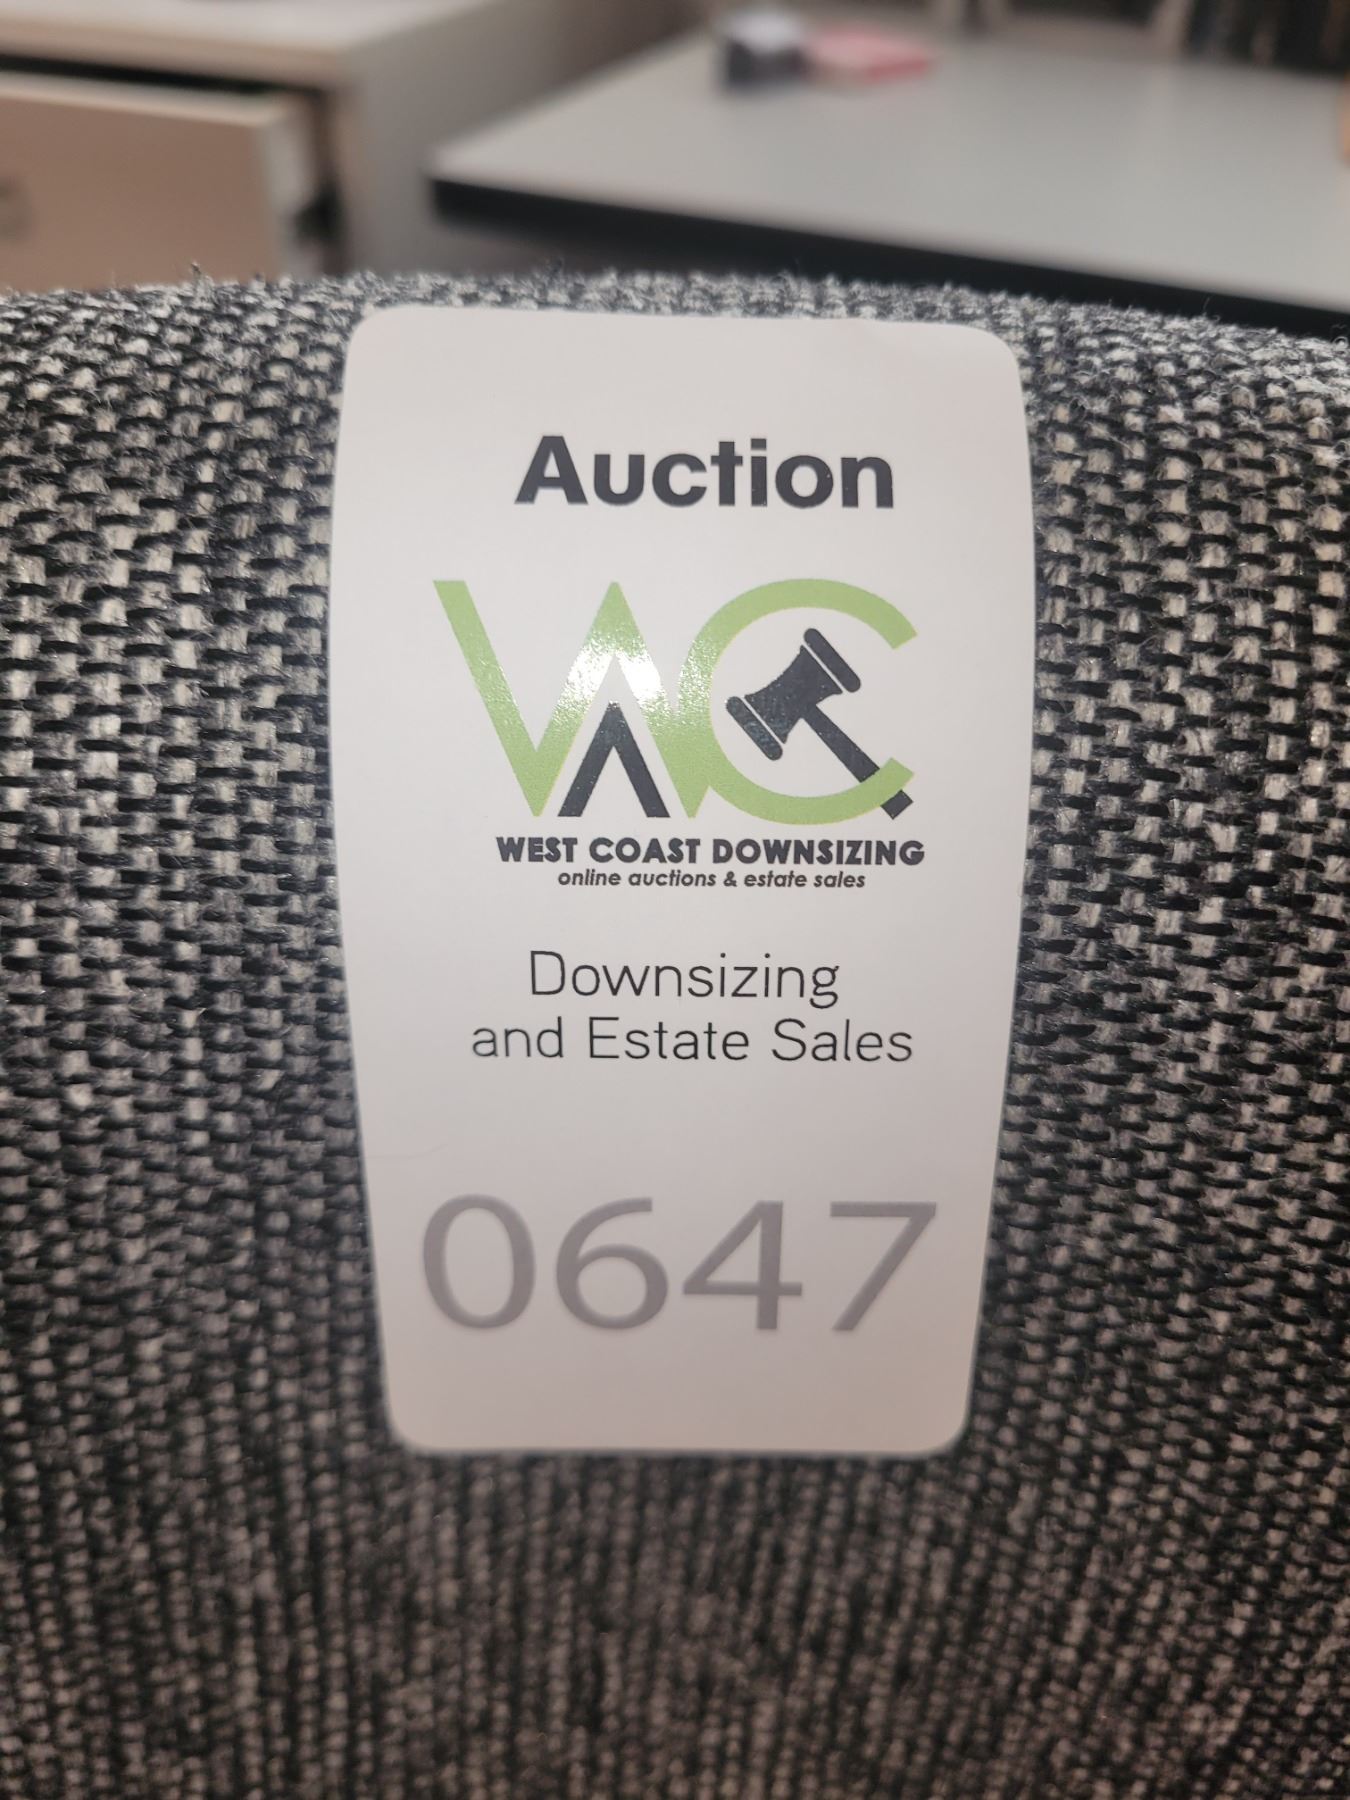 Auction
WC
WEST COAST DOWNSIZING
online auctions & estate sales
Downsizing
and Estate Sales
0647